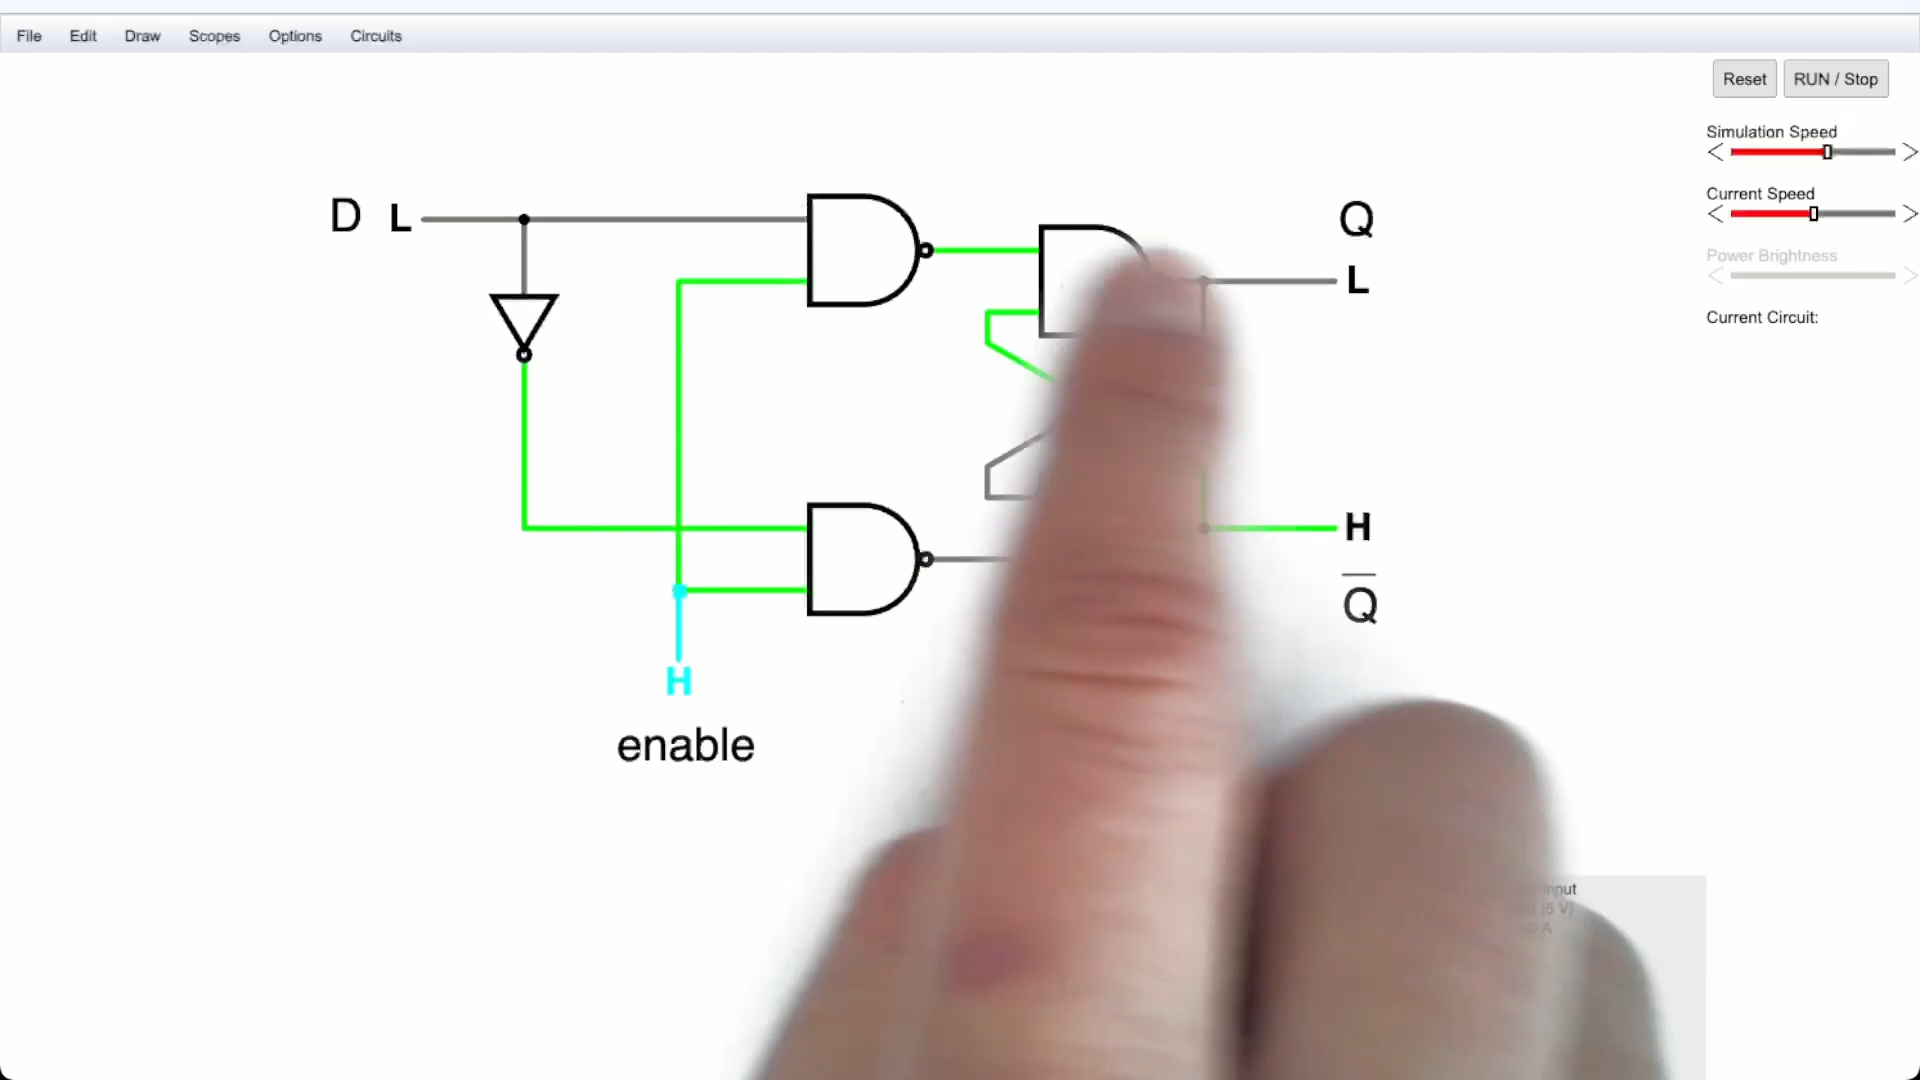 File Edit Draw Scopes Options Circuits
Reset RUN / Stop
Simulation Speed
Current Speed
Power Brightness
Current Circuit:
D L
Q
L
H
Q
H
enable